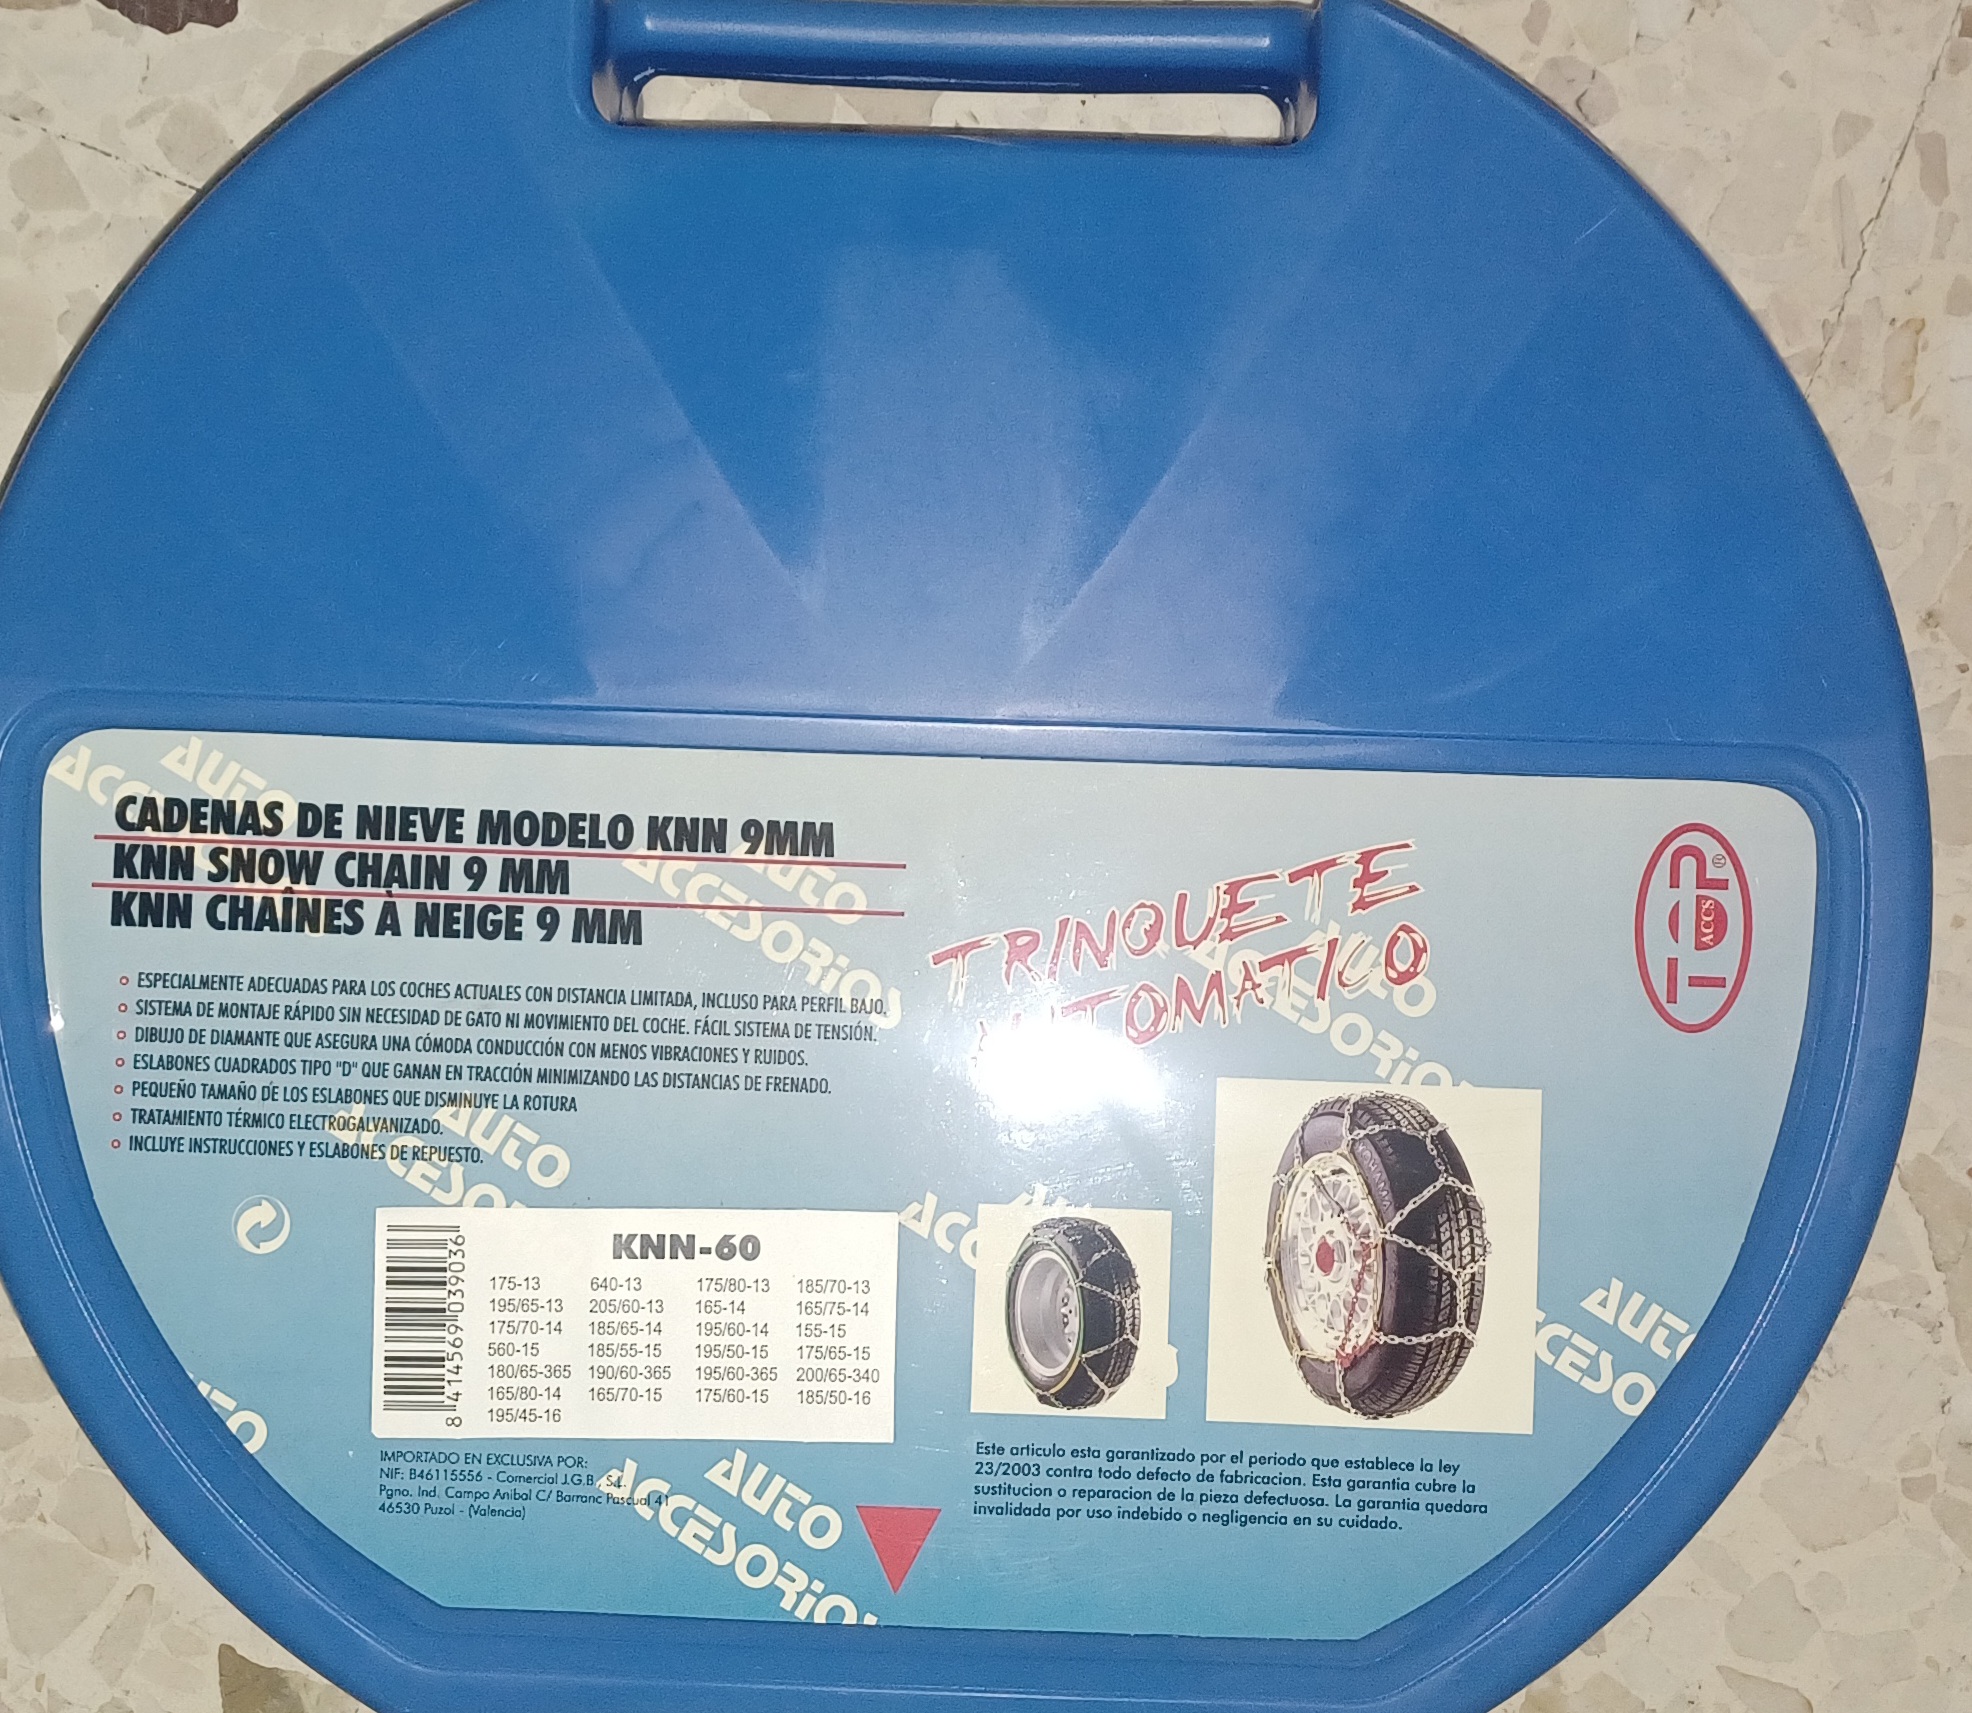 CADENAS DE NIEVE MODELO KNN 9MM
KNN SNOW CHAIN 9 MM
KNN CHAÎNES À NEIGE 9 MM
ESPECIALMENTE ADECUADAS PARA LOS COCHES ACTUALES CON DISTANCIA LIMITADA, INCLUSO PARA PERFIL BAJO.
SISTEMA DE MONTAJE RÁPIDO SIN NECESIDAD DE GATO NI MOVIMIENTO DEL COCHE. FÁCIL SISTEMA DE TENSIÓN.
DIBUJO DE DIAMANTE QUE ASEGURA UNA CÓMODA CONDUCCIÓN CON MENOS VIBRACIONES Y RUIDOS.
ESLABONES CUADRADOS TIPO "D" QUE GANAN EN TRACCIÓN MINIMIZANDO LAS DISTANCIAS DE FRENADO.
PEQUEÑO TAMAÑO DE LOS ESLABONES QUE DISMINUYE LA ROTURA
TRATAMIENTO TÉRMICO ELECTROGALVANIZADO.
INCLUYE INSTRUCCIONES Y ESLABONES DE REPUESTO.
TRINQUETE
AUTOMATICO
TOP®
ACCS
AUTO
ACCESORIOS
YOKOHAMA
KNN-60
175-13 640-13 175/80-13 185/70-13
195/65-13 205/60-13 165-14 165/75-14
175/70-14 185/65-14 195/60-14 155-15
560-15 185/55-15 195/50-15 175/65-15
180/65-365 190/60-365 195/60-365 200/65-340
165/80-14 165/70-15 175/60-15 185/50-16
195/45-16
8 414569 039036
IMPORTADO EN EXCLUSIVA POR:
NIF: B46115556 - Comercial J.G.B., S.L.
Pgno. Ind. Campo Anibal C/ Barranc Pascual 41
46530 Puzol - (Valencia)
Este articulo esta garantizado por el periodo que establece la ley
23/2003 contra todo defecto de fabricacion. Esta garantia cubre la
sustitucion o reparacion de la pieza defectuosa. La garantia quedara
invalidada por uso indebido o negligencia en su cuidado.